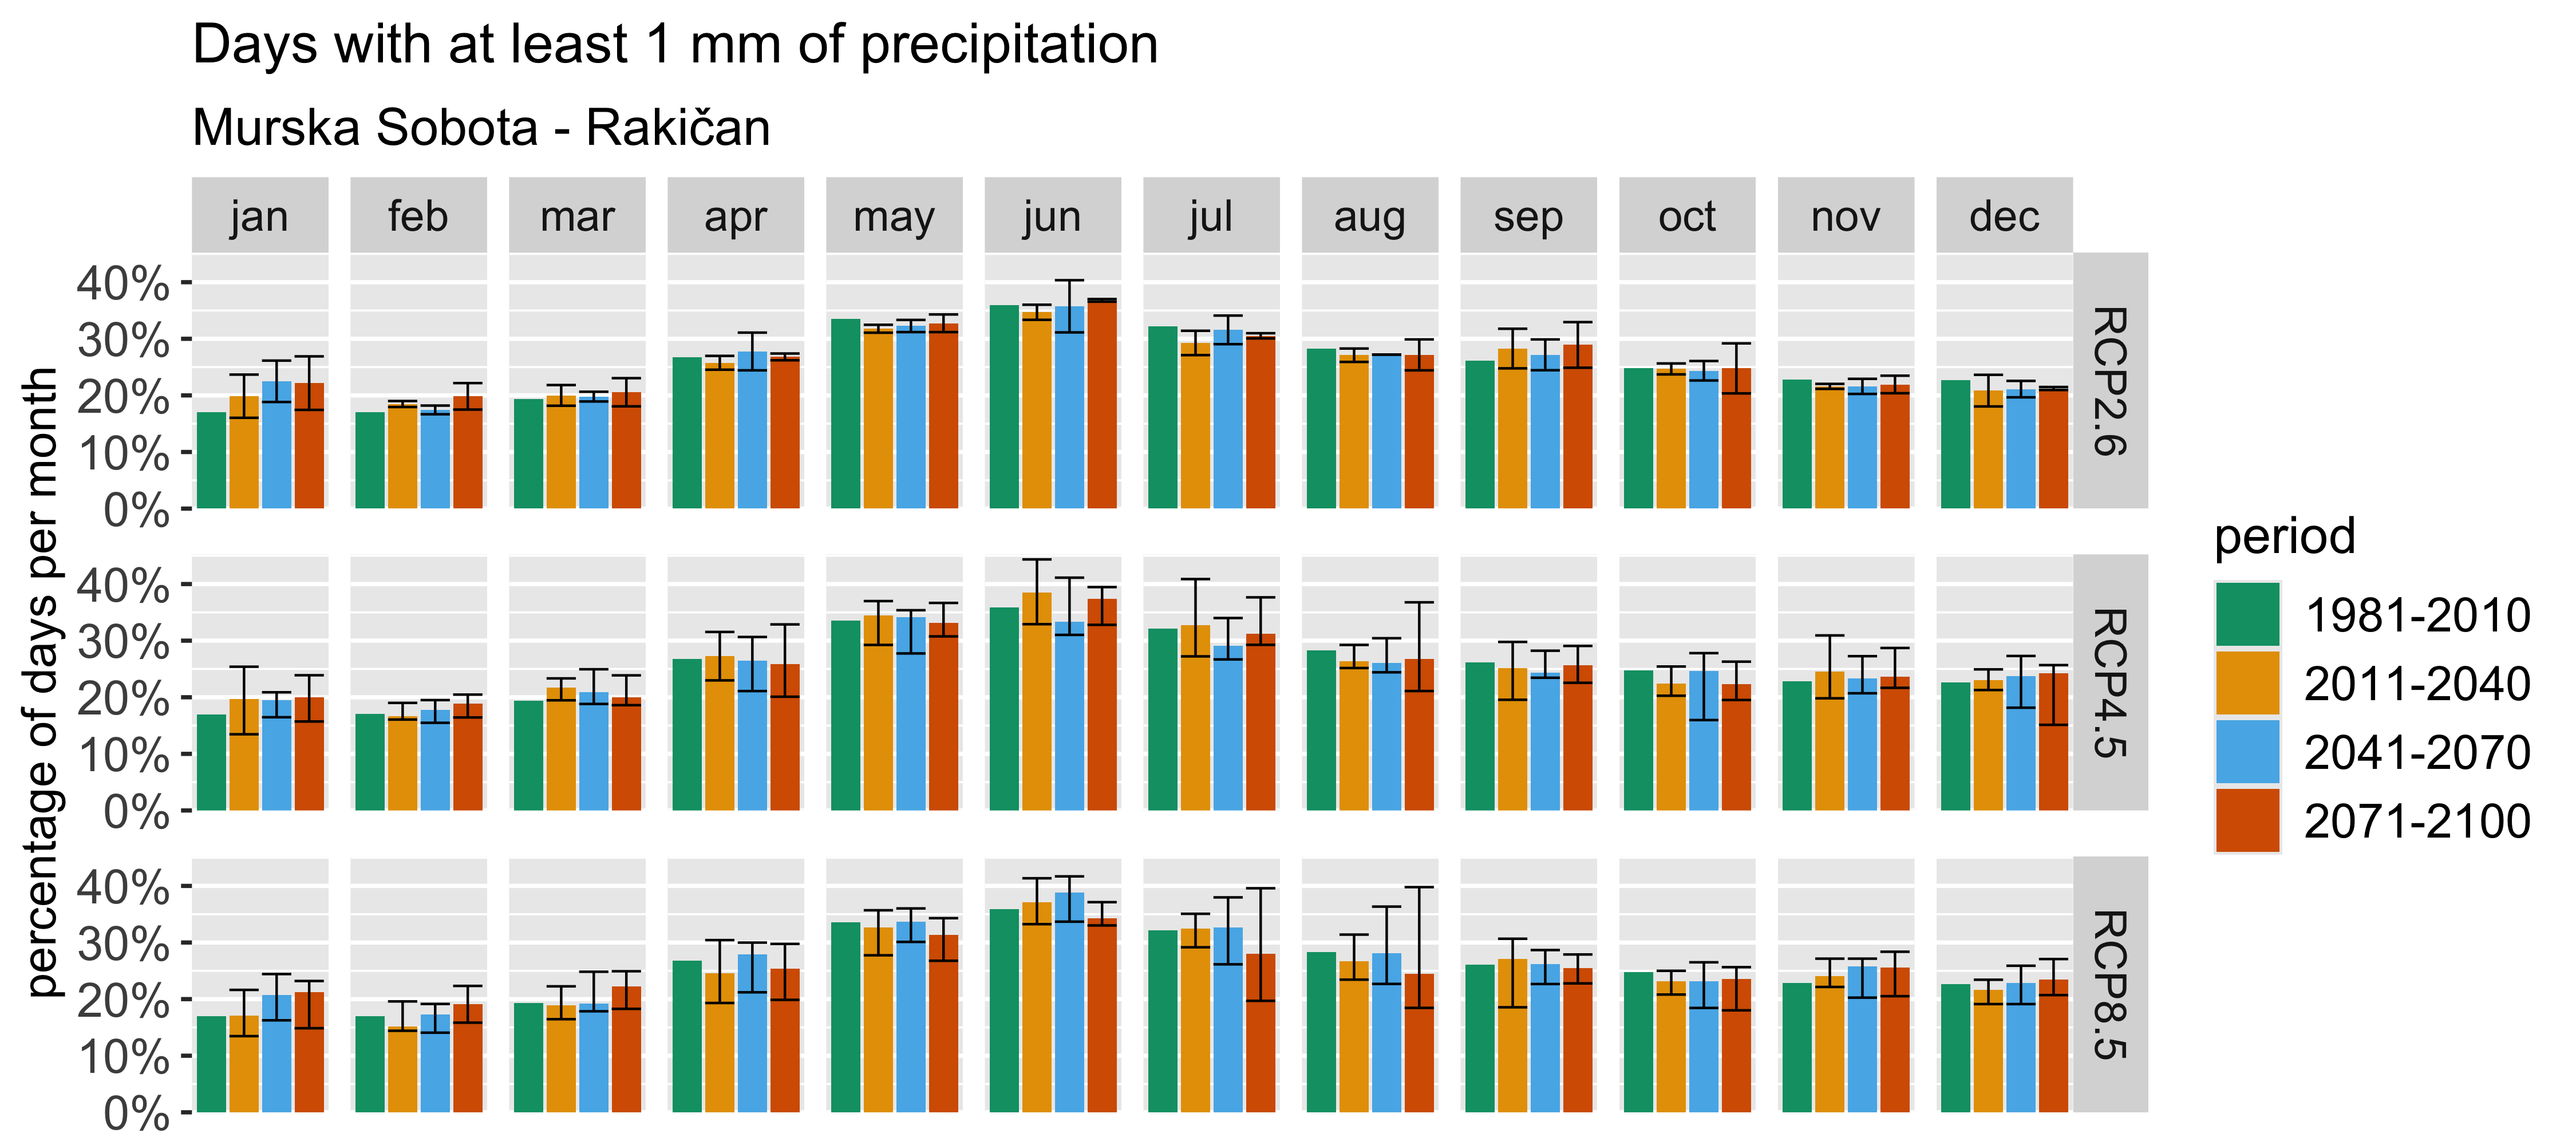 Days with at least 1 mm of precipitation
Murska Sobota - Rakičan
jan feb mar apr may jun jul aug sep oct nov dec
percentage of days per month
40%
30%
20%
10%
0%
RCP2.6
40%
30%
20%
10%
0%
RCP4.5
40%
30%
20%
10%
0%
RCP8.5
period
1981-2010
2011-2040
2041-2070
2071-2100